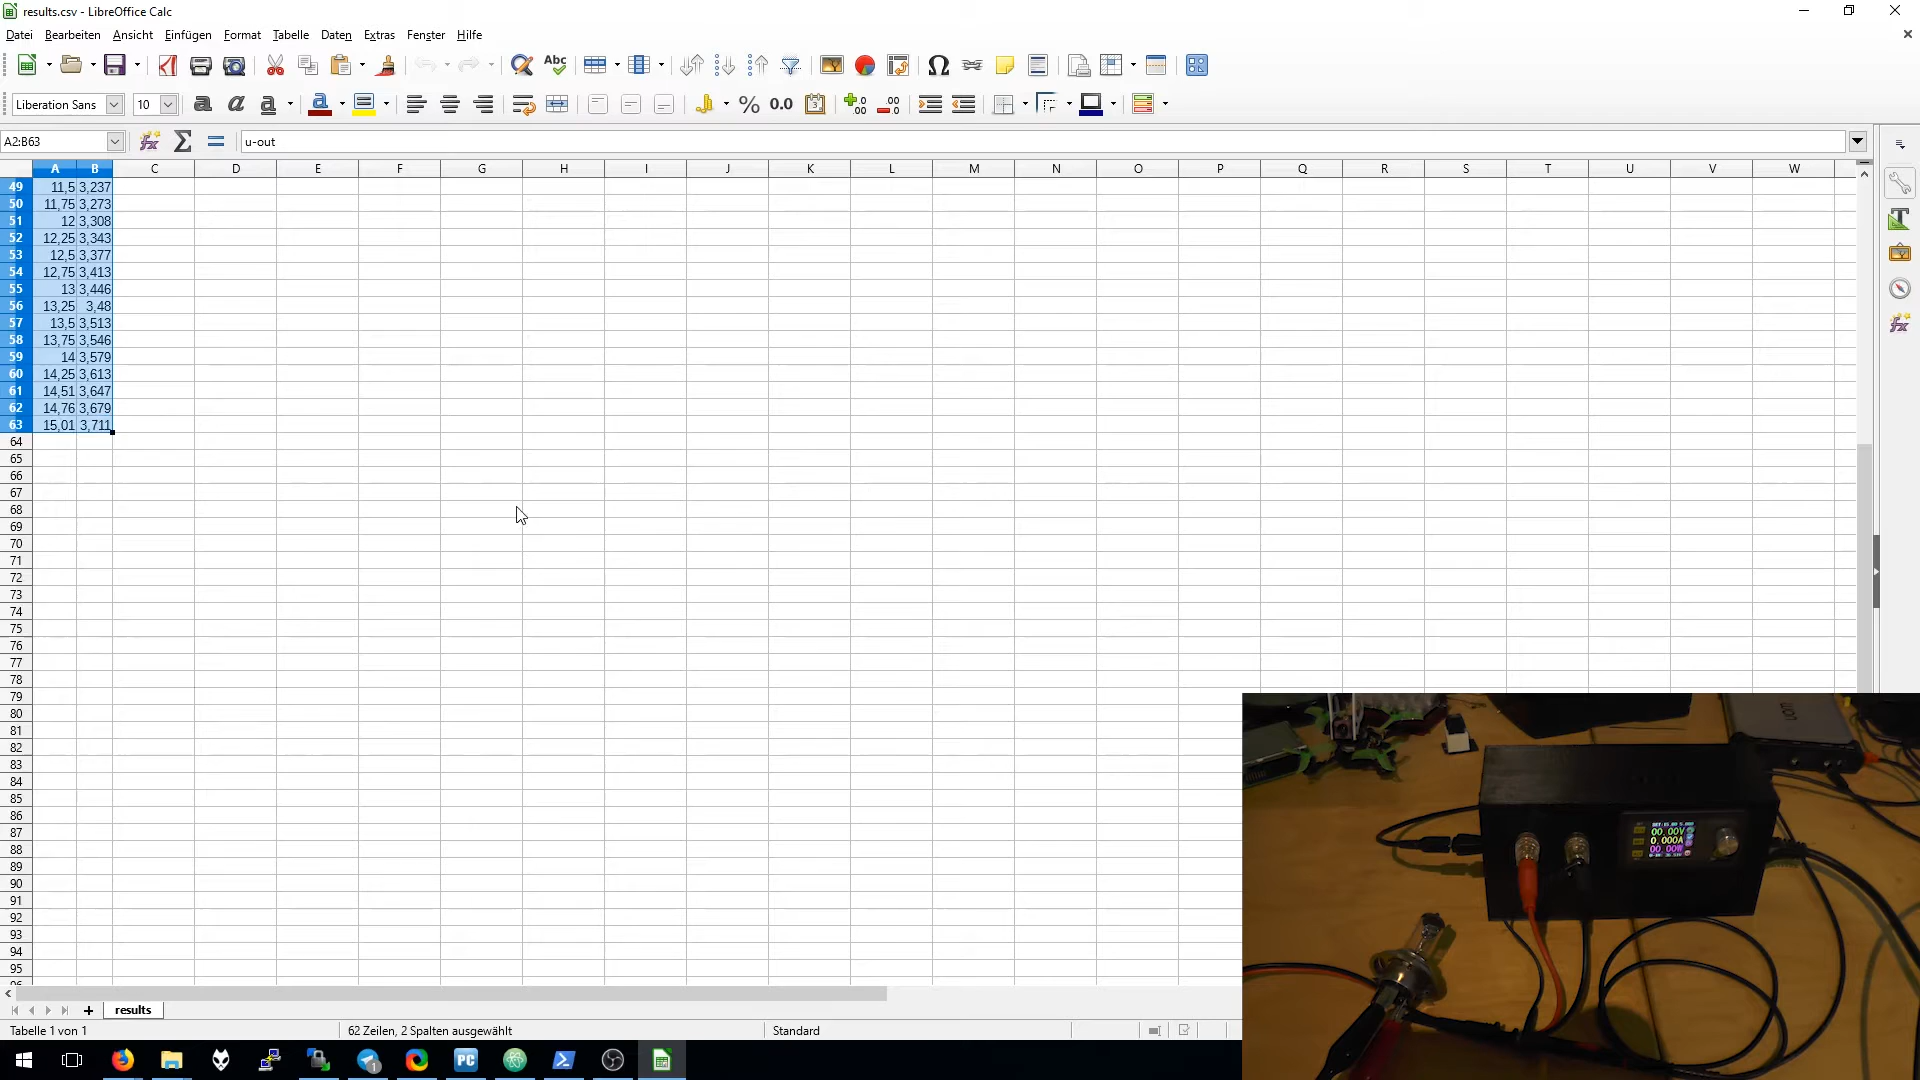 results.csv - LibreOffice Calc
Datei Bearbeiten Ansicht Einfügen Format Tabelle Daten Extras Fenster Hilfe
Liberation Sans 10
A2:B63 u-out
A B C D E F G H I J K L M N O P Q R S T U V W
49 11,5 3,237
50 11,75 3,273
51 12 3,308
52 12,25 3,343
53 12,5 3,377
54 12,75 3,413
55 13 3,446
56 13,25 3,48
57 13,5 3,513
58 13,75 3,546
59 14 3,579
60 14,25 3,613
61 14,51 3,647
62 14,76 3,679
63 15,01 3,711
64
65
66
67
68
69
70
71
72
73
74
75
76
77
78
79
80
81
82
83
84
85
86
87
88
89
90
91
92
93
94
95
00.00V
0.000A
00.00W
results
Tabelle 1 von 1 62 Zeilen, 2 Spalten ausgewählt Standard